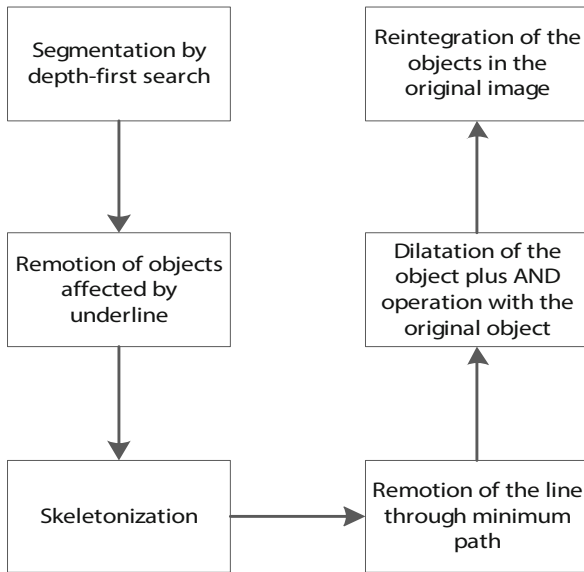 Segmentation by
depth-first search
Remotion of objects
affected by
underline
Skeletonization
Remotion of the line
through minimum
path
Dilatation of the
object plus AND
operation with the
original object
Reintegration of the
objects in the
original image